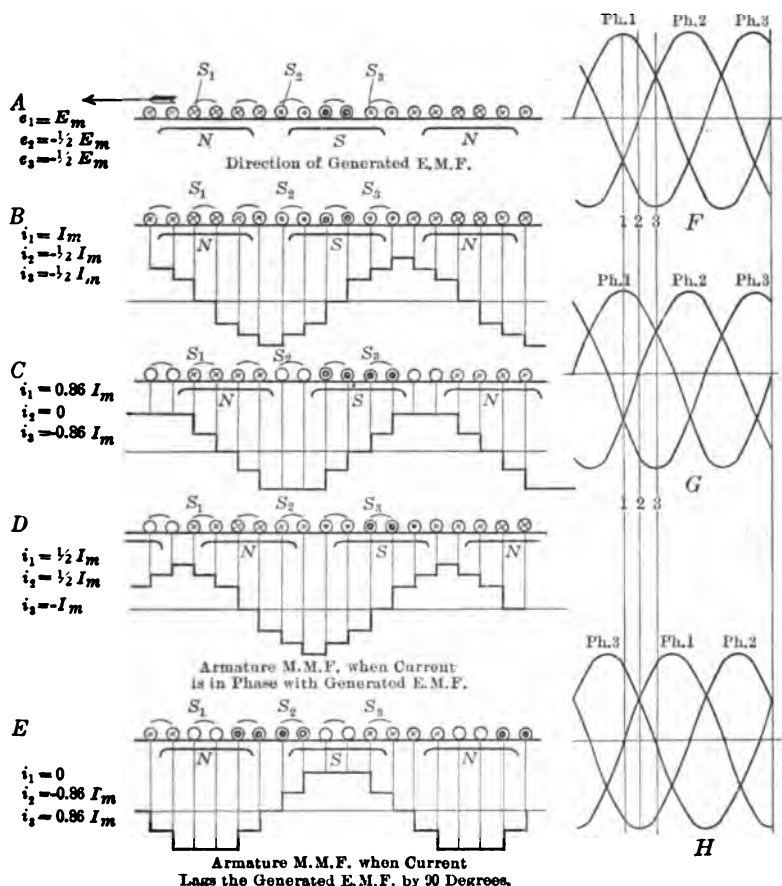 Ph.1 Ph.2 Ph.3
S1 S2 S3
A
e1 = Em
e2 = -½ Em
e3 = -½ Em
N S N
Direction of Generated E.M.F.
1 2 3
F
S1 S2 S3
B
i1 = Im
i2 = -½ Im
N S N
Ph.1 Ph.2 Ph.3
S1 S2 S3
C
i1 = 0.86 Im
i2 = 0
i3 = -0.86 Im
N S N
1 2 3
G
S1 S2 S3
D
i1 = ½ Im
i2 = ½ Im
i3 = -Im
N S
Armature M.M.F. when Current
is in Phase with Generated E.M.F.
Ph.3 Ph.1 Ph.2
S1 S2 S3
E
i1 = 0
i2 = -0.86 Im
i3 = 0.86 Im
N S N
H
Armature M.M.F. when Current
Lags the Generated E.M.F. by 90 Degrees.